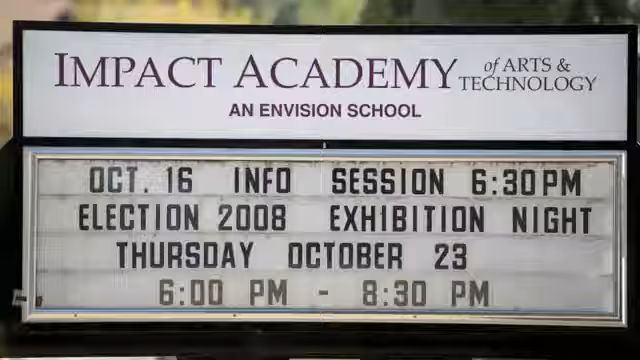 IMPACT ACADEMY of ARTS & TECHNOLOGY
AN ENVISION SCHOOL
OCT. 16 INFO SESSION 6:30PM
ELECTION 2008 EXHIBITION NIGHT
THURSDAY OCTOBER 23
6:00 PM - 8:30 PM